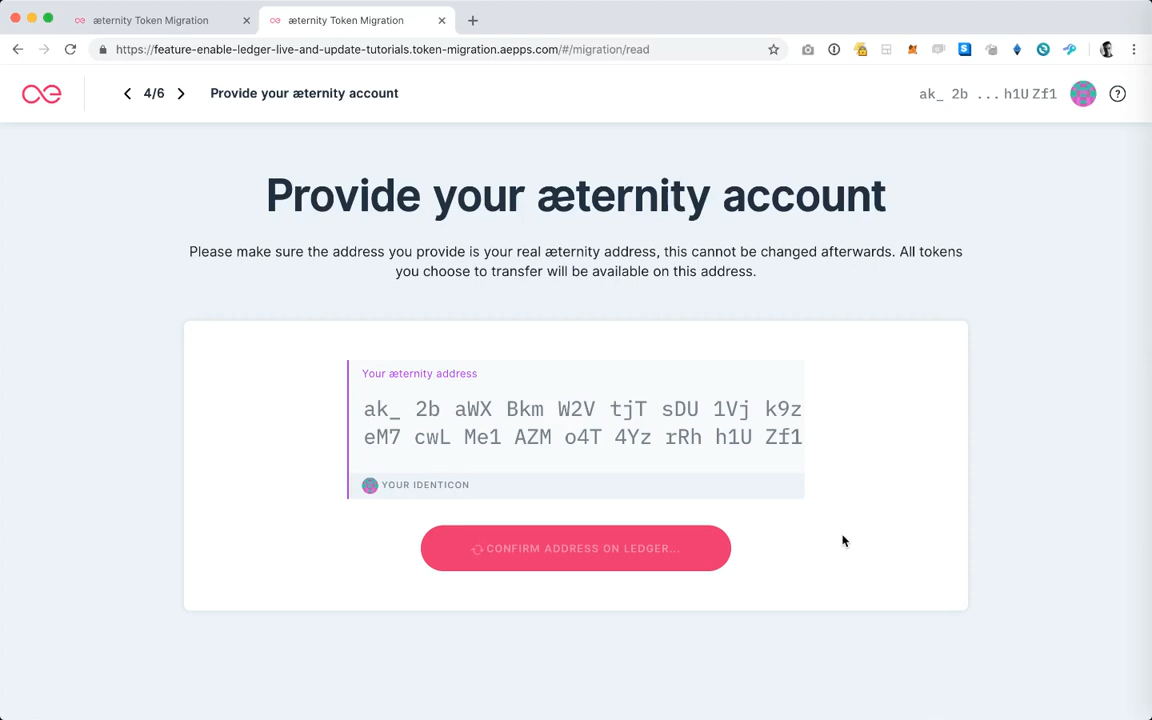 æternity Token Migration
æternity Token Migration
https://feature-enable-ledger-live-and-update-tutorials.token-migration.aepps.com/#/migration/read
4/6
Provide your æternity account
ak_ 2b ... h1U Zf1
Provide your æternity account
Please make sure the address you provide is your real æternity address, this cannot be changed afterwards. All tokens
you choose to transfer will be available on this address.
Your æternity address
ak_ 2b aWX Bkm W2V tjT sDU 1Vj k9z
eM7 cwL Me1 AZM o4T 4Yz rRh h1U Zf1
YOUR IDENTICON
CONFIRM ADDRESS ON LEDGER...